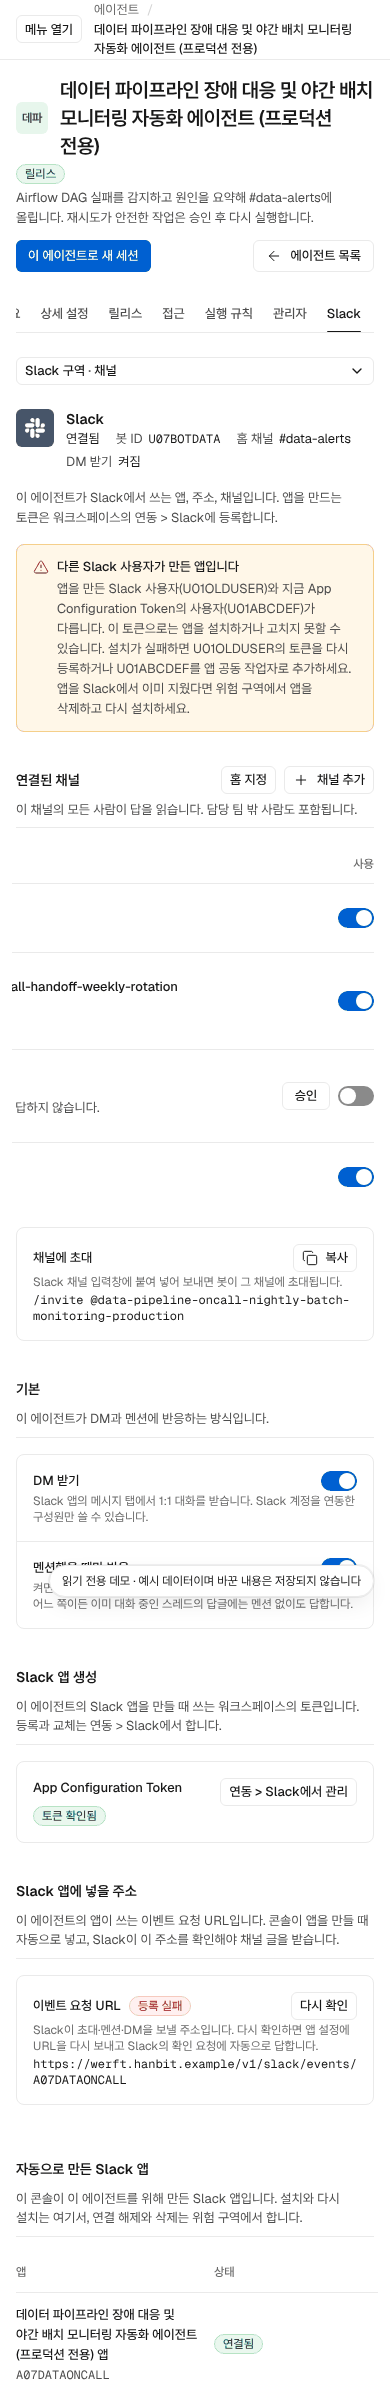 메뉴 열기
에이전트 /
데이터 파이프라인 장애 대응 및 야간 배치 모니터링
자동화 에이전트 (프로덕션 전용)
데파
데이터 파이프라인 장애 대응 및 야간 배치
모니터링 자동화 에이전트 (프로덕션
전용)
릴리스
Airflow DAG 실패를 감지하고 원인을 요약해 #data-alerts에
올립니다. 재시도가 안전한 작업은 승인 후 다시 실행합니다.
이 에이전트로 새 세션
에이전트 목록
상세 설정 릴리스 접근 실행 규칙 관리자 Slack
Slack 구역 · 채널
Slack
연결됨 봇 ID U07BOTDATA 홈 채널 #data-alerts
DM 받기 켜짐
이 에이전트가 Slack에서 쓰는 앱, 주소, 채널입니다. 앱을 만드는
토큰은 워크스페이스의 연동 > Slack에 등록합니다.
다른 Slack 사용자가 만든 앱입니다
앱을 만든 Slack 사용자(U01OLDUSER)와 지금 App
Configuration Token의 사용자(U01ABCDEF)가
다릅니다. 이 토큰으로는 앱을 설치하거나 고치지 못할 수
있습니다. 설치가 실패하면 U01OLDUSER의 토큰을 다시
등록하거나 U01ABCDEF를 앱 공동 작업자로 추가하세요.
앱을 Slack에서 이미 지웠다면 위험 구역에서 앱을
삭제하고 다시 설치하세요.
연결된 채널
홈 지정
채널 추가
이 채널의 모든 사람이 답을 읽습니다. 담당 팀 밖 사람도 포함됩니다.
사용
all-handoff-weekly-rotation
답하지 않습니다.
승인
채널에 초대
복사
Slack 채널 입력창에 붙여 넣어 보내면 봇이 그 채널에 초대됩니다.
/invite @data-pipeline-oncall-nightly-batch-
monitoring-production
기본
이 에이전트가 DM과 멘션에 반응하는 방식입니다.
DM 받기
Slack 앱의 메시지 탭에서 1:1 대화를 받습니다. Slack 계정을 연동한
구성원만 쓸 수 있습니다.
읽기 전용 데모 · 예시 데이터이며 바꾼 내용은 저장되지 않습니다
어느 쪽이든 이미 대화 중인 스레드의 답글에는 멘션 없이도 답합니다.
Slack 앱 생성
이 에이전트의 Slack 앱을 만들 때 쓰는 워크스페이스의 토큰입니다.
등록과 교체는 연동 > Slack에서 합니다.
App Configuration Token
연동 > Slack에서 관리
토큰 확인됨
Slack 앱에 넣을 주소
이 에이전트의 앱이 쓰는 이벤트 요청 URL입니다. 콘솔이 앱을 만들 때
자동으로 넣고, Slack이 이 주소를 확인해야 채널 글을 받습니다.
이벤트 요청 URL
등록 실패
다시 확인
Slack이 초대·멘션·DM을 보낼 주소입니다. 다시 확인하면 앱 설정에
URL을 다시 보내고 Slack의 확인 요청에 자동으로 답합니다.
https://werft.hanbit.example/v1/slack/events/
A07DATAONCALL
자동으로 만든 Slack 앱
이 콘솔이 이 에이전트를 위해 만든 Slack 앱입니다. 설치와 다시
설치는 여기서, 연결 해제와 삭제는 위험 구역에서 합니다.
앱 상태
데이터 파이프라인 장애 대응 및
야간 배치 모니터링 자동화 에이전트
(프로덕션 전용) 앱
연결됨
A07DATAONCALL